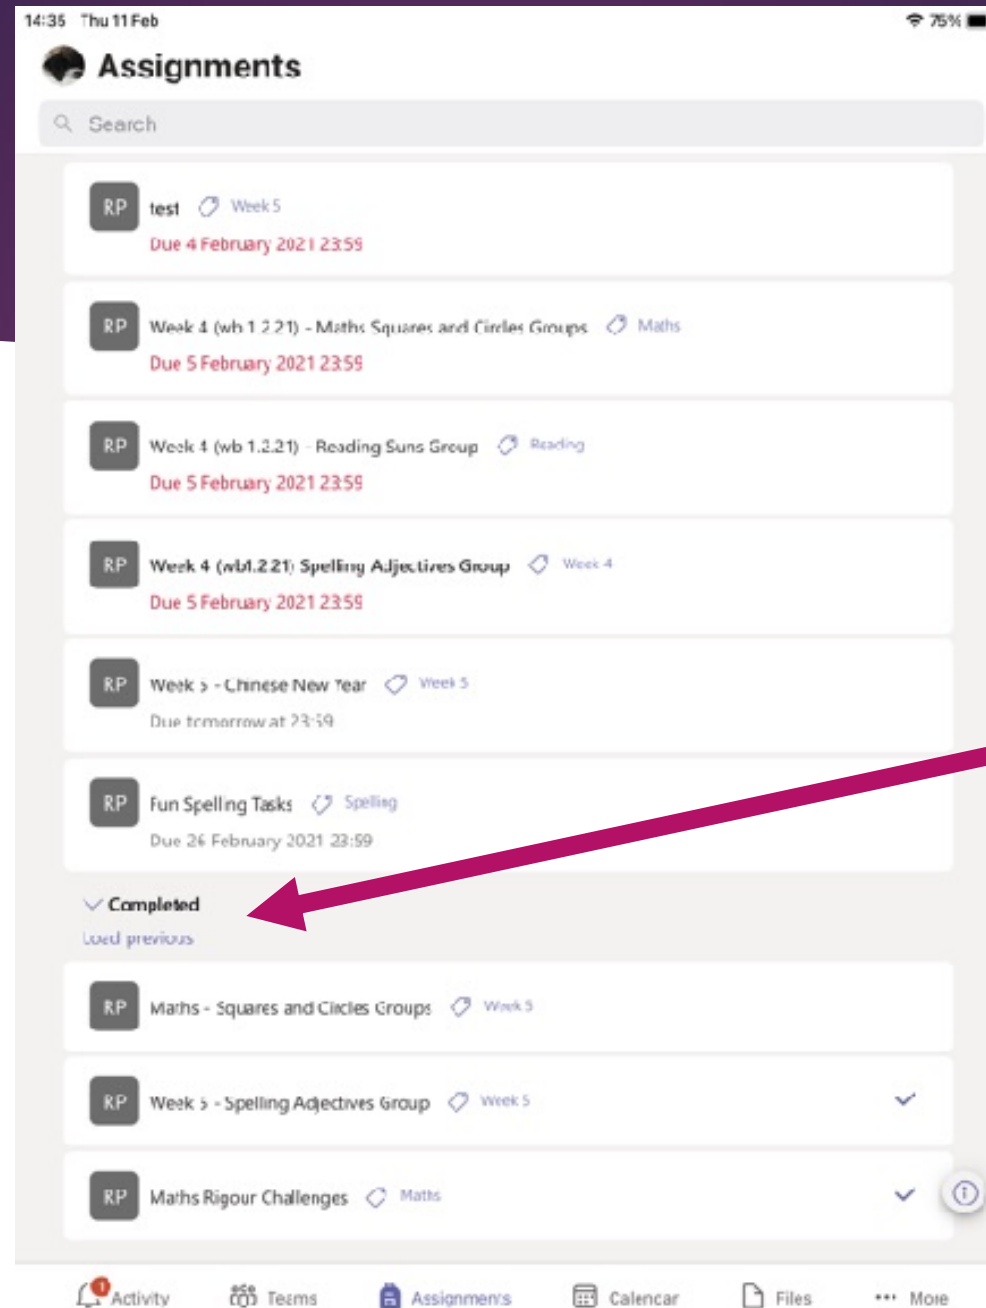 14:35 Thu 11 Feb
75%
Assignments
Search
RP test Week 5
Due 4 February 2021 23:59
RP Week 4 (wb 1.2.21) - Maths Squares and Circles Groups Maths
Due 5 February 2021 23:59
RP Week 4 (wb 1.2.21) - Reading Suns Group Reading
Due 5 February 2021 23:59
RP Week 4 (wb1.2.21) Spelling Adjectives Group Week 4
Due 5 February 2021 23:59
RP Week 5 - Chinese New Year Week 5
Due tomorrow at 23:59
RP Fun Spelling Tasks Spelling
Due 26 February 2021 23:59
Completed
Load previous
RP Maths - Squares and Circles Groups Week 5
RP Week 5 - Spelling Adjectives Group Week 5
RP Maths Rigour Challenges Maths
1
Activity Teams Assignments Calendar Files More